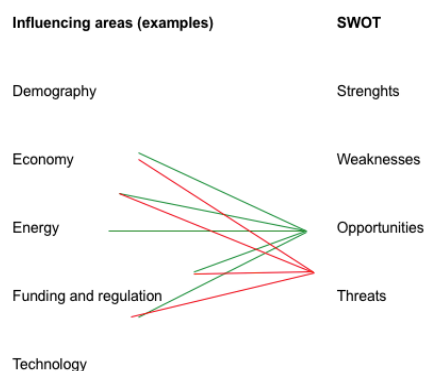 Influencing areas (examples) SWOT
Demography Strenghts
Economy Weaknesses
Energy Opportunities
Funding and regulation Threats
Technology